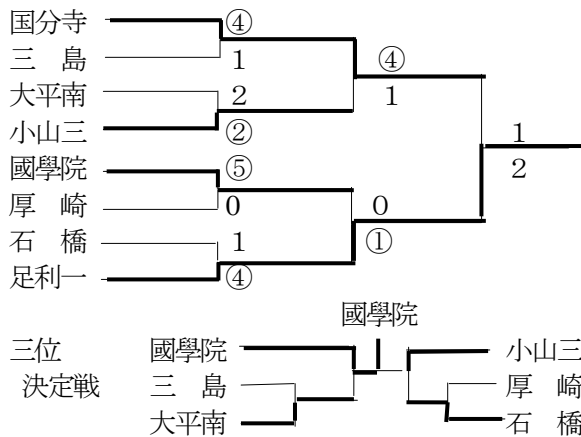 国分寺 ④
三　島 １ ④
大平南 ２ １
小山三 ② １
國學院 ⑤ ２
厚　崎 ０ ０
石　橋 １ ①
足利一 ④
國學院
三位 國學院 小山三
決定戦 三　島 厚　崎
大平南 石　橋